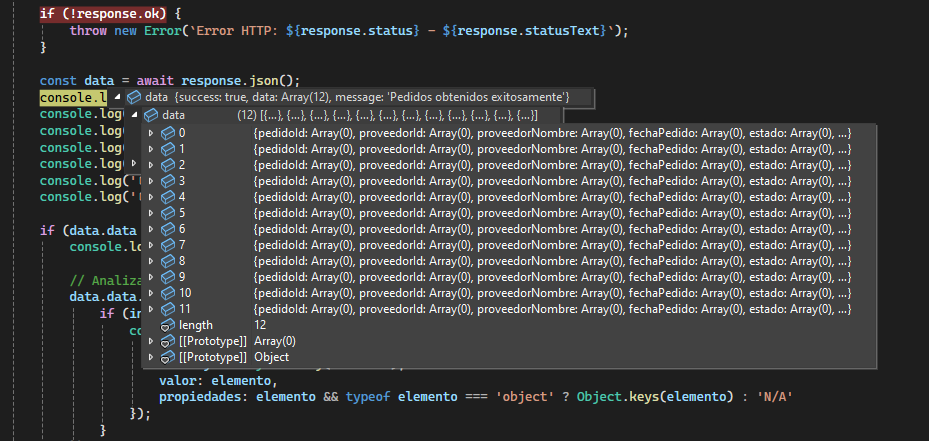 if (!response.ok) {
throw new Error(`Error HTTP: ${response.status} - ${response.statusText}`);
}
const data = await response.json();
console.l data {success: true, data: Array(12), message: 'Pedidos obtenidos exitosamente'}
console.log data (12) [{…}, {…}, {…}, {…}, {…}, {…}, {…}, {…}, {…}, {…}, {…}, {…}]
console.log 0 {pedidoId: Array(0), proveedorId: Array(0), proveedorNombre: Array(0), fechaPedido: Array(0), estado: Array(0), …}
console.log 1 {pedidoId: Array(0), proveedorId: Array(0), proveedorNombre: Array(0), fechaPedido: Array(0), estado: Array(0), …}
console.log 2 {pedidoId: Array(0), proveedorId: Array(0), proveedorNombre: Array(0), fechaPedido: Array(0), estado: Array(0), …}
console.log(' 3 {pedidoId: Array(0), proveedorId: Array(0), proveedorNombre: Array(0), fechaPedido: Array(0), estado: Array(0), …}
console.log(' 4 {pedidoId: Array(0), proveedorId: Array(0), proveedorNombre: Array(0), fechaPedido: Array(0), estado: Array(0), …}
5 {pedidoId: Array(0), proveedorId: Array(0), proveedorNombre: Array(0), fechaPedido: Array(0), estado: Array(0), …}
if (data.data 6 {pedidoId: Array(0), proveedorId: Array(0), proveedorNombre: Array(0), fechaPedido: Array(0), estado: Array(0), …}
console.lo 7 {pedidoId: Array(0), proveedorId: Array(0), proveedorNombre: Array(0), fechaPedido: Array(0), estado: Array(0), …}
8 {pedidoId: Array(0), proveedorId: Array(0), proveedorNombre: Array(0), fechaPedido: Array(0), estado: Array(0), …}
// Analiza 9 {pedidoId: Array(0), proveedorId: Array(0), proveedorNombre: Array(0), fechaPedido: Array(0), estado: Array(0), …}
data.data. 10 {pedidoId: Array(0), proveedorId: Array(0), proveedorNombre: Array(0), fechaPedido: Array(0), estado: Array(0), …}
if (in 11 {pedidoId: Array(0), proveedorId: Array(0), proveedorNombre: Array(0), fechaPedido: Array(0), estado: Array(0), …}
co length 12
[[Prototype]] Array(0)
[[Prototype]] Object
valor: elemento,
propiedades: elemento && typeof elemento === 'object' ? Object.keys(elemento) : 'N/A'
});
}